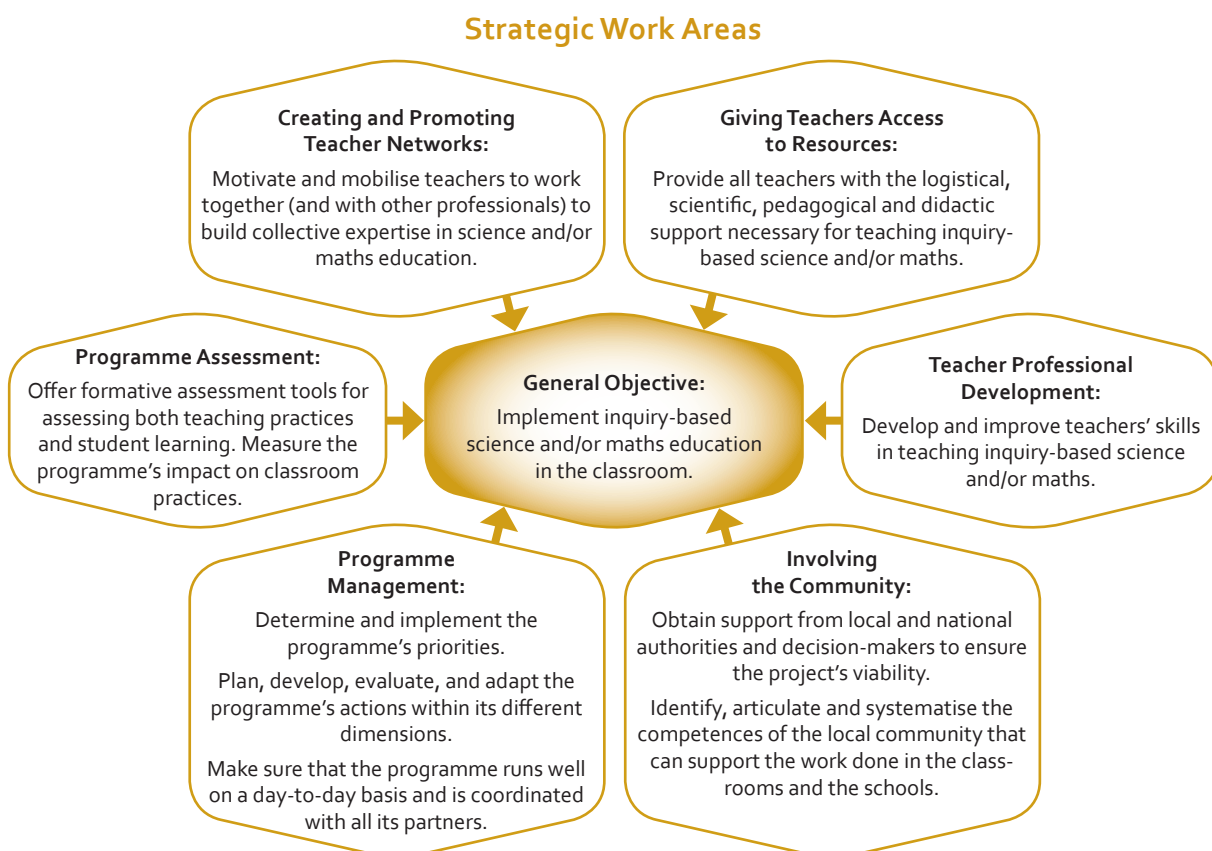 Strategic Work Areas
Creating and Promoting
Teacher Networks:
Motivate and mobilise teachers to work
together (and with other professionals) to
build collective expertise in science and/or
maths education.
Giving Teachers Access
to Resources:
Provide all teachers with the logistical,
scientific, pedagogical and didactic
support necessary for teaching inquiry-
based science and/or maths.
Programme Assessment:
Offer formative assessment tools for
assessing both teaching practices
and student learning. Measure the
programme's impact on classroom
practices.
General Objective:
Implement inquiry-based
science and/or maths education
in the classroom.
Teacher Professional
Development:
Develop and improve teachers' skills
in teaching inquiry-based science
and/or maths.
Programme
Management:
Determine and implement the
programme's priorities.
Plan, develop, evaluate, and adapt the
programme's actions within its different
dimensions.
Make sure that the programme runs well
on a day-to-day basis and is coordinated
with all its partners.
Involving
the Community:
Obtain support from local and national
authorities and decision-makers to ensure
the project's viability.
Identify, articulate and systematise the
competences of the local community that
can support the work done in the class-
rooms and the schools.